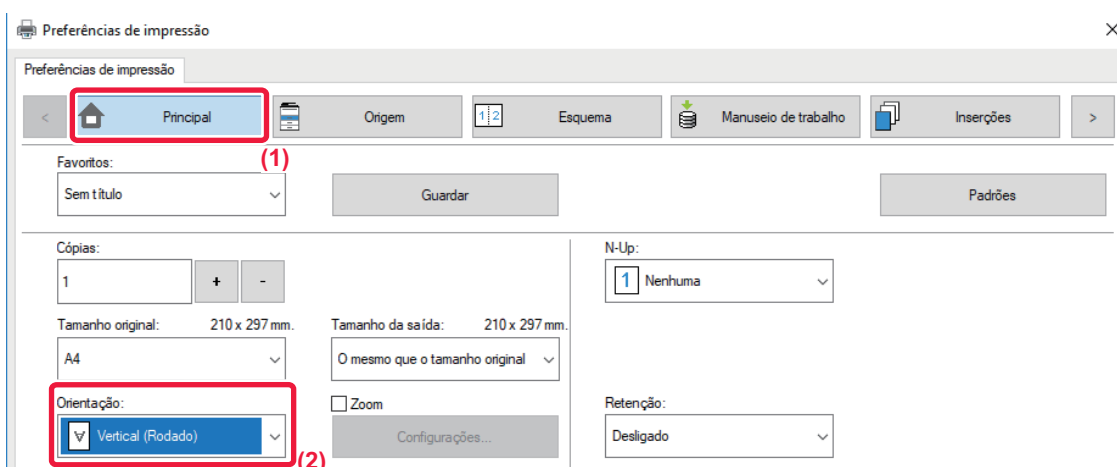 Preferências de impressão
Preferências de impressão
< Principal Origem 1 2 Esquema Manuseio de trabalho Inserções >
(1)
Favoritos:
Sem título Guardar Padrões
Cópias: N-Up:
1 + - 1 Nenhuma
Tamanho original: 210 x 297 mm. Tamanho da saída: 210 x 297 mm.
A4 O mesmo que o tamanho original
Orientação: Zoom Retenção:
A Vertical (Rodado) Configurações... Desligado
(2)